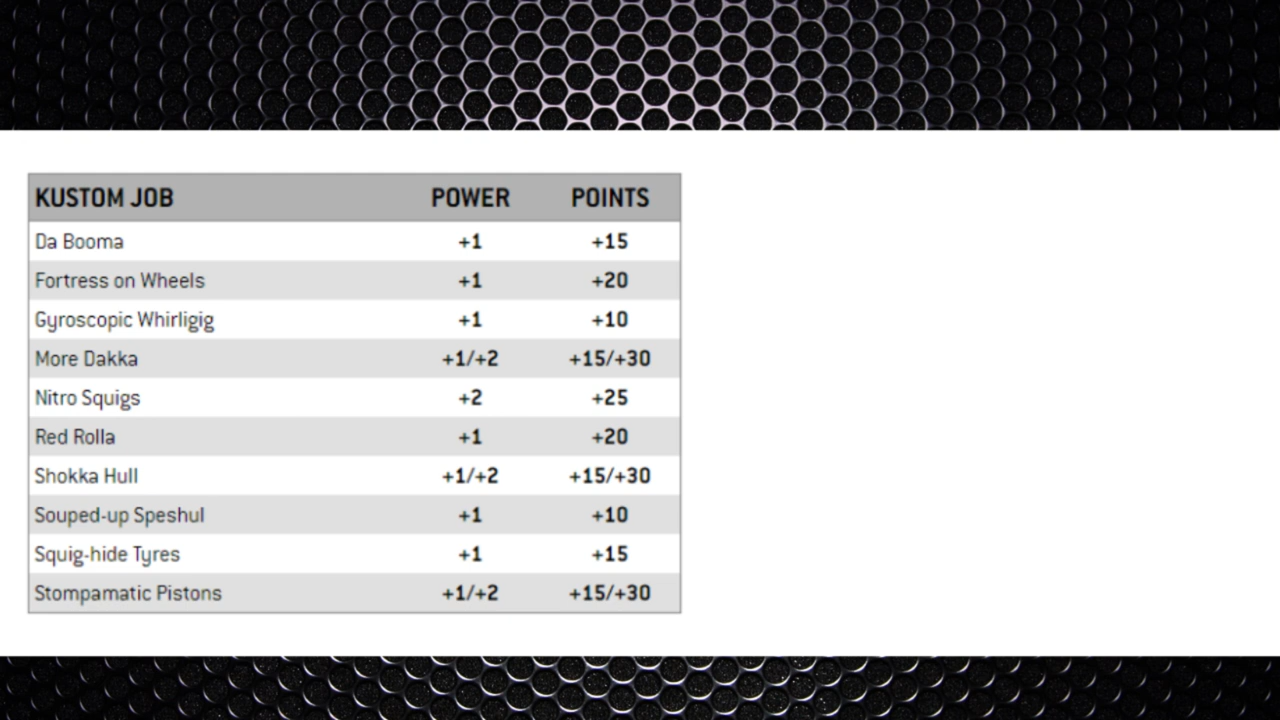 KUSTOM JOB POWER POINTS
Da Booma +1 +15
Fortress on Wheels +1 +20
Gyroscopic Whirligig +1 +10
More Dakka +1/+2 +15/+30
Nitro Squigs +2 +25
Red Rolla +1 +20
Shokka Hull +1/+2 +15/+30
Souped-up Speshul +1 +10
Squig-hide Tyres +1 +15
Stompamatic Pistons +1/+2 +15/+30